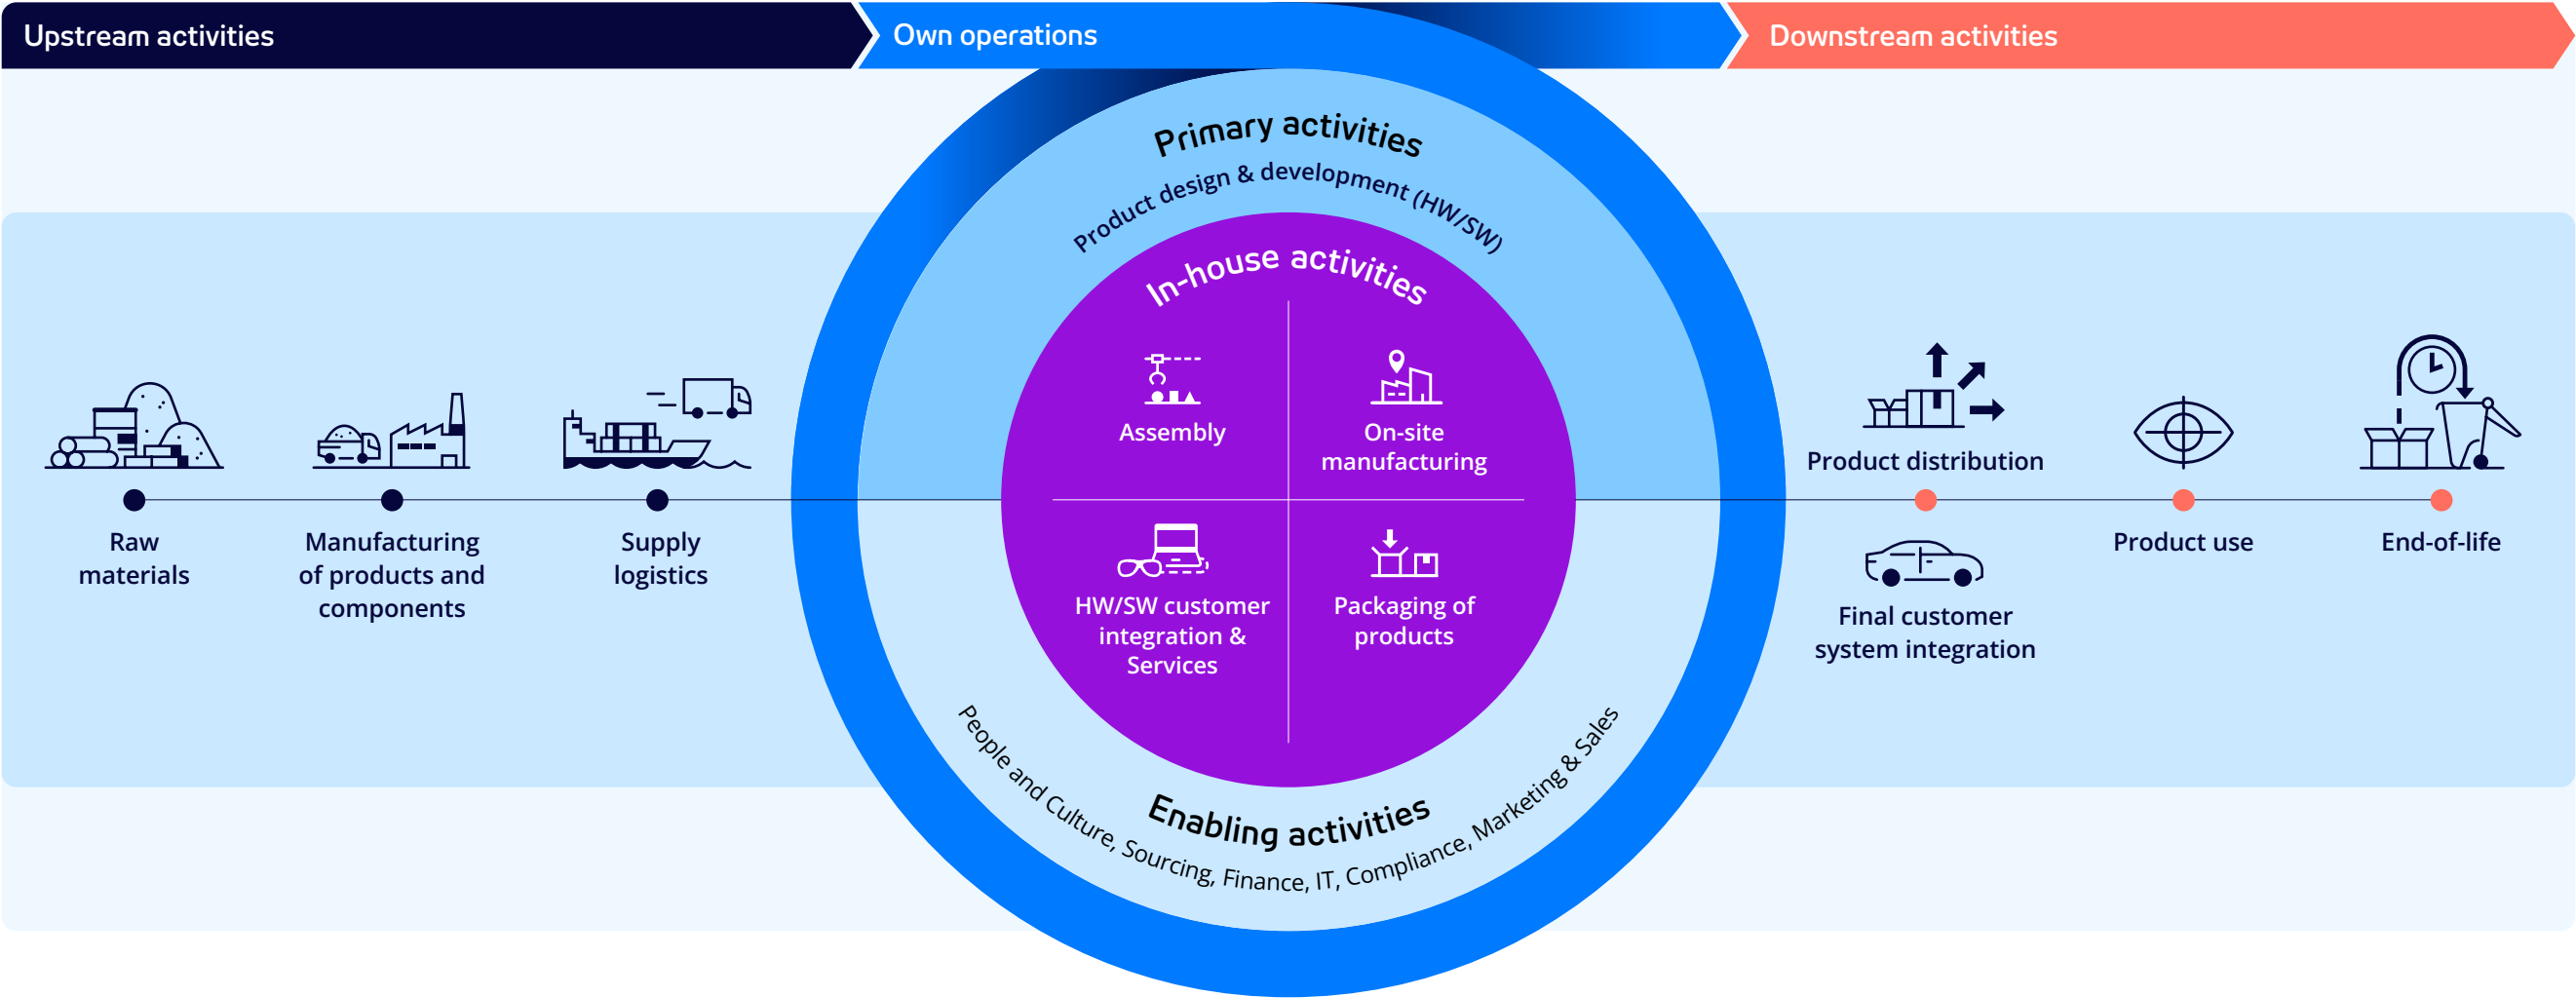 Upstream activities
Own operations
Downstream activities
Primary activities
Product design & development (HW/SW)
In-house activities
Assembly
On-site
manufacturing
HW/SW customer
integration &
Services
Packaging of
products
Enabling activities
People and Culture, Sourcing, Finance, IT, Compliance, Marketing & Sales
Raw
materials
Manufacturing
of products and
components
Supply
logistics
Product distribution
Final customer
system integration
Product use
End-of-life